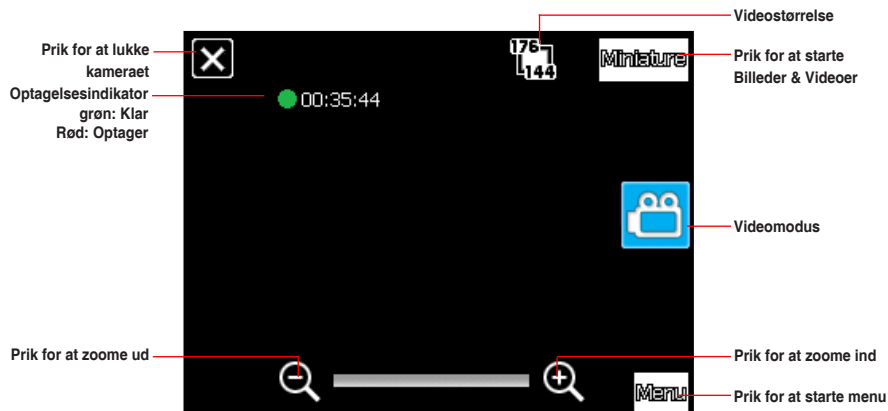 Videostørrelse
Prik for at lukke
kameraet
176
144
Miniature
Prik for at starte
Billeder & Videoer
Optagelsesindikator
grøn: Klar
Rød: Optager
00:35:44
Videomodus
Prik for at zoome ud
Prik for at zoome ind
Menu
Prik for at starte menu